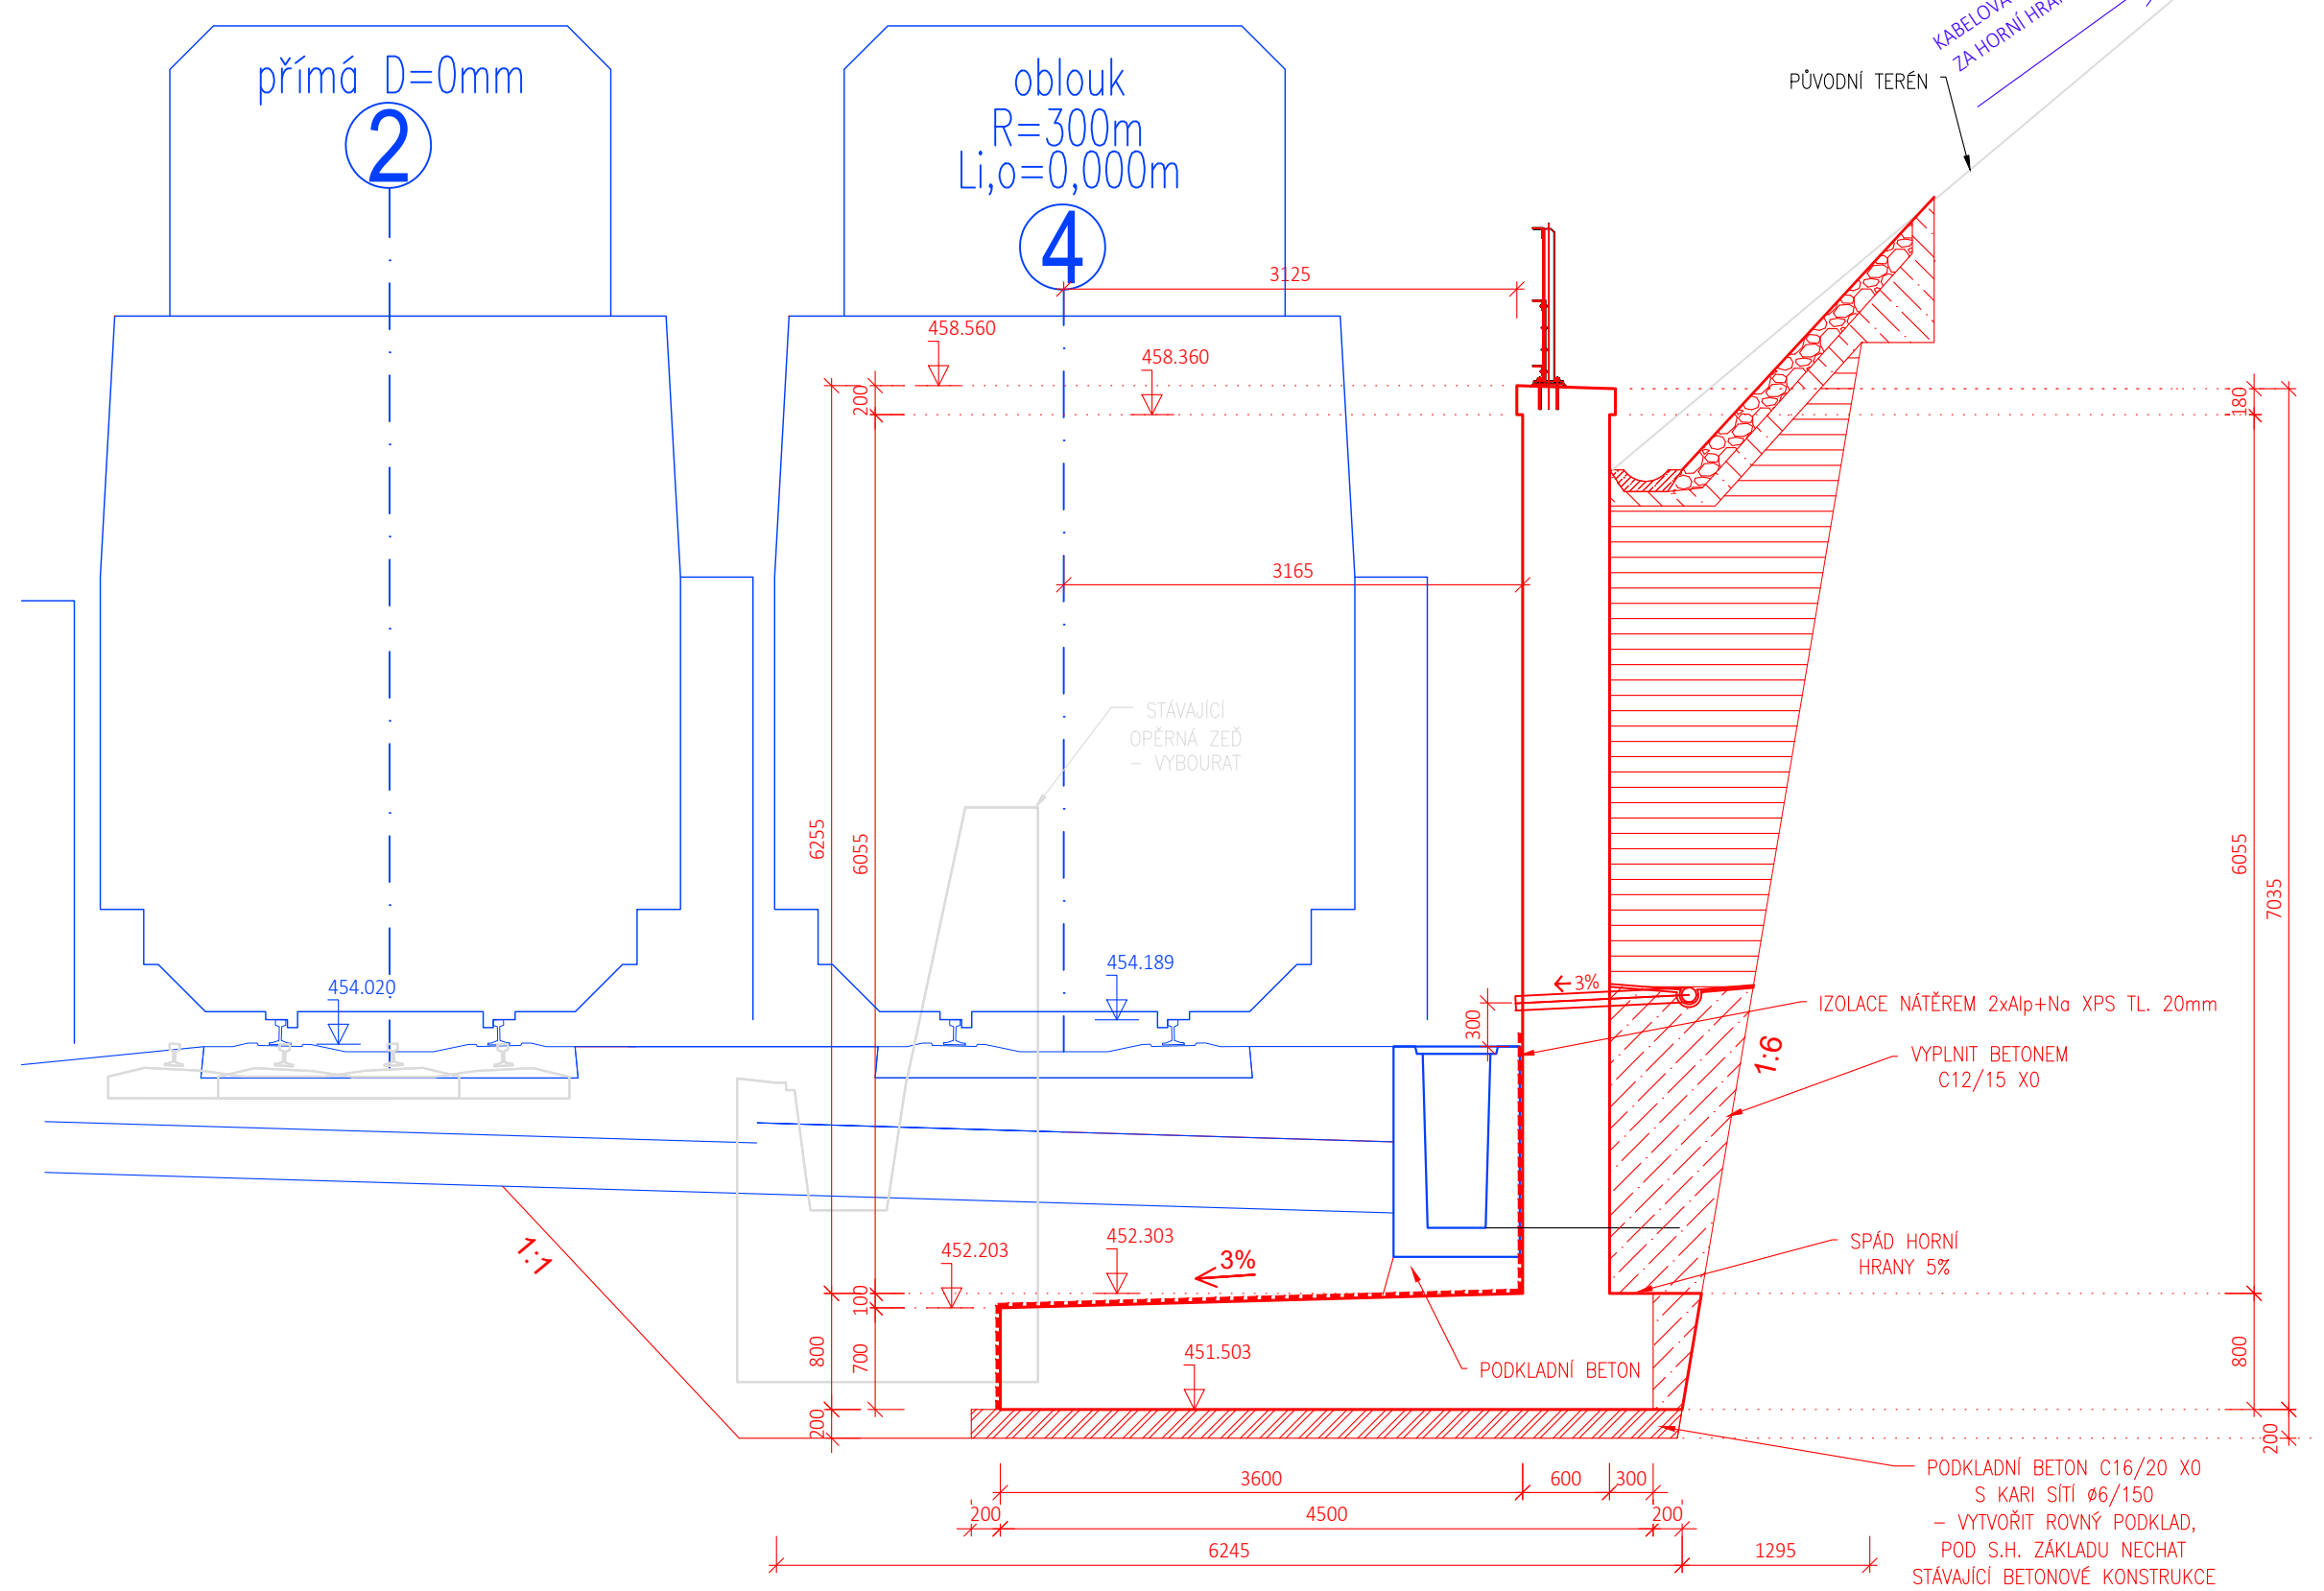 KABELOVÁ
ZA HORNÍ
PŮVODNÍ TERÉN
přímá D=0mm
2
oblouk
R=300m
Li,o=0,000m
4
3125
458.560
458.360
200
180
3165
STÁVAJÍCÍ
OPĚRNÁ ZEĎ
- VYBOURAT
6255
6055
6055
7035
454.020
454.189
3%
300
IZOLACE NÁTĚREM 2xAlp+Na XPS TL. 20mm
1:6
VYPLNIT BETONEM
C12/15 X0
1:1
452.203
452.303
3%
SPÁD HORNÍ
HRANY 5%
100
800
700
451.503
PODKLADNÍ BETON
800
200
200
3600
600
300
PODKLADNÍ BETON C16/20 X0
S KARI SÍTÍ ø6/150
- VYTVOŘIT ROVNÝ PODKLAD,
POD S.H. ZÁKLADU NECHAT
STÁVAJÍCÍ BETONOVÉ KONSTRUKCE
200
4500
200
6245
1295